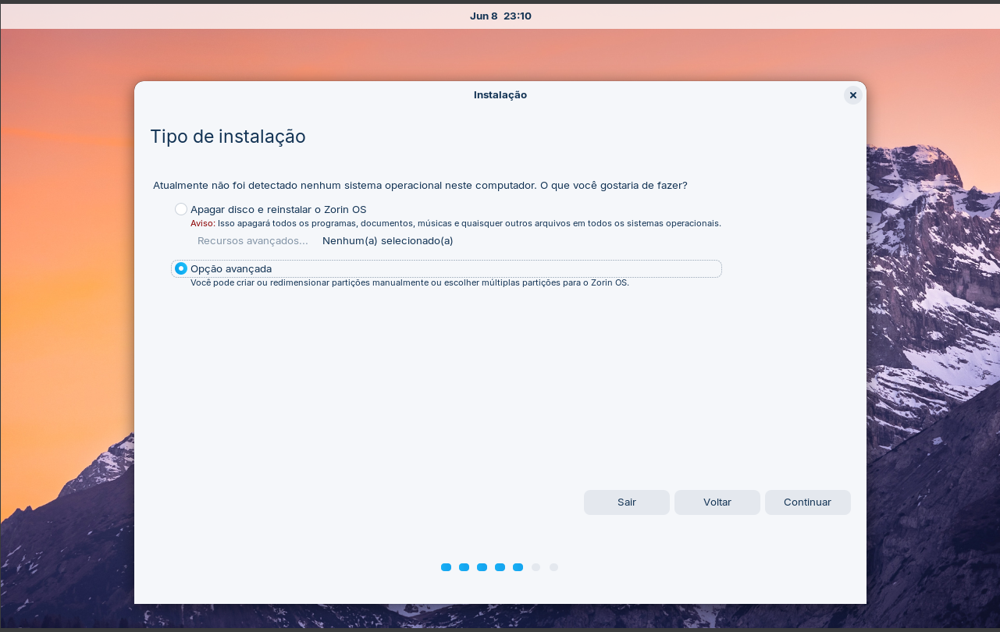 Jun 8 23:10
Instalação
Tipo de instalação
Atualmente não foi detectado nenhum sistema operacional neste computador. O que você gostaria de fazer?
Apagar disco e reinstalar o Zorin OS
Aviso: Isso apagará todos os programas, documentos, músicas e quaisquer outros arquivos em todos os sistemas operacionais.
Recursos avançados... Nenhum(a) selecionado(a)
Opção avançada
Você pode criar ou redimensionar partições manualmente ou escolher múltiplas partições para o Zorin OS.
Sair Voltar Continuar